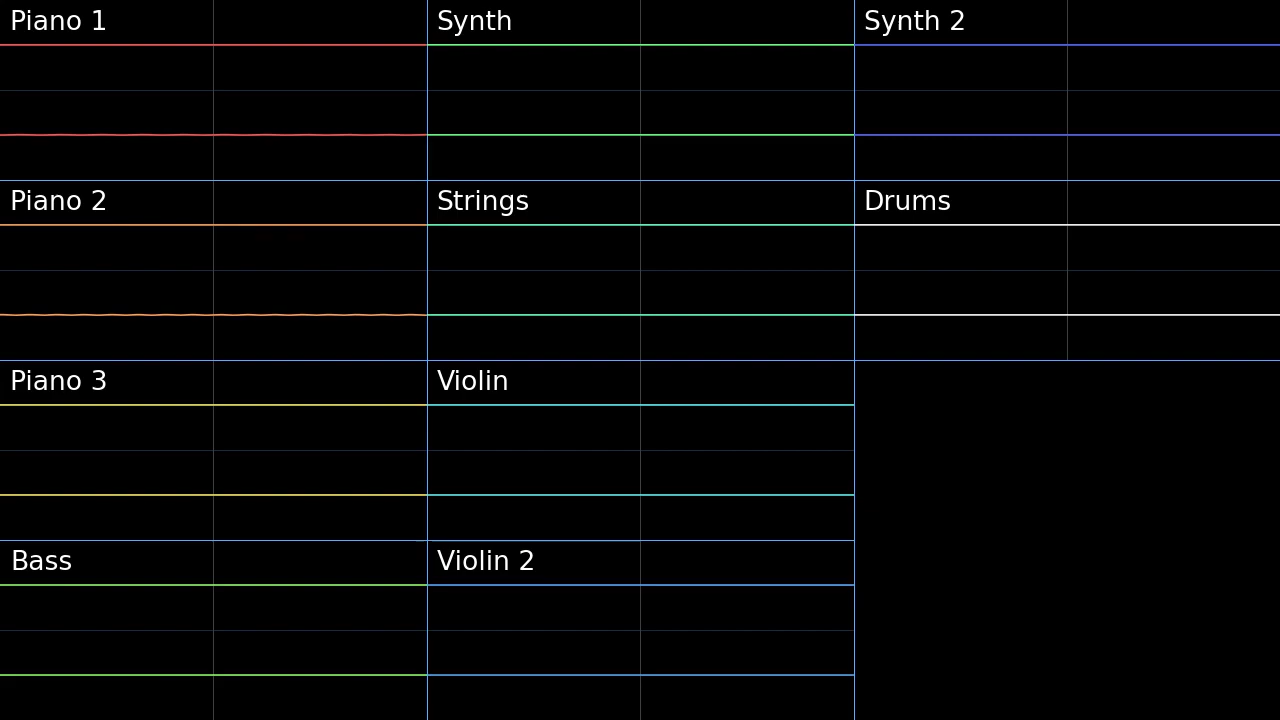 Piano 1
Synth
Synth 2
Piano 2
Strings
Drums
Piano 3
Violin
Bass
Violin 2